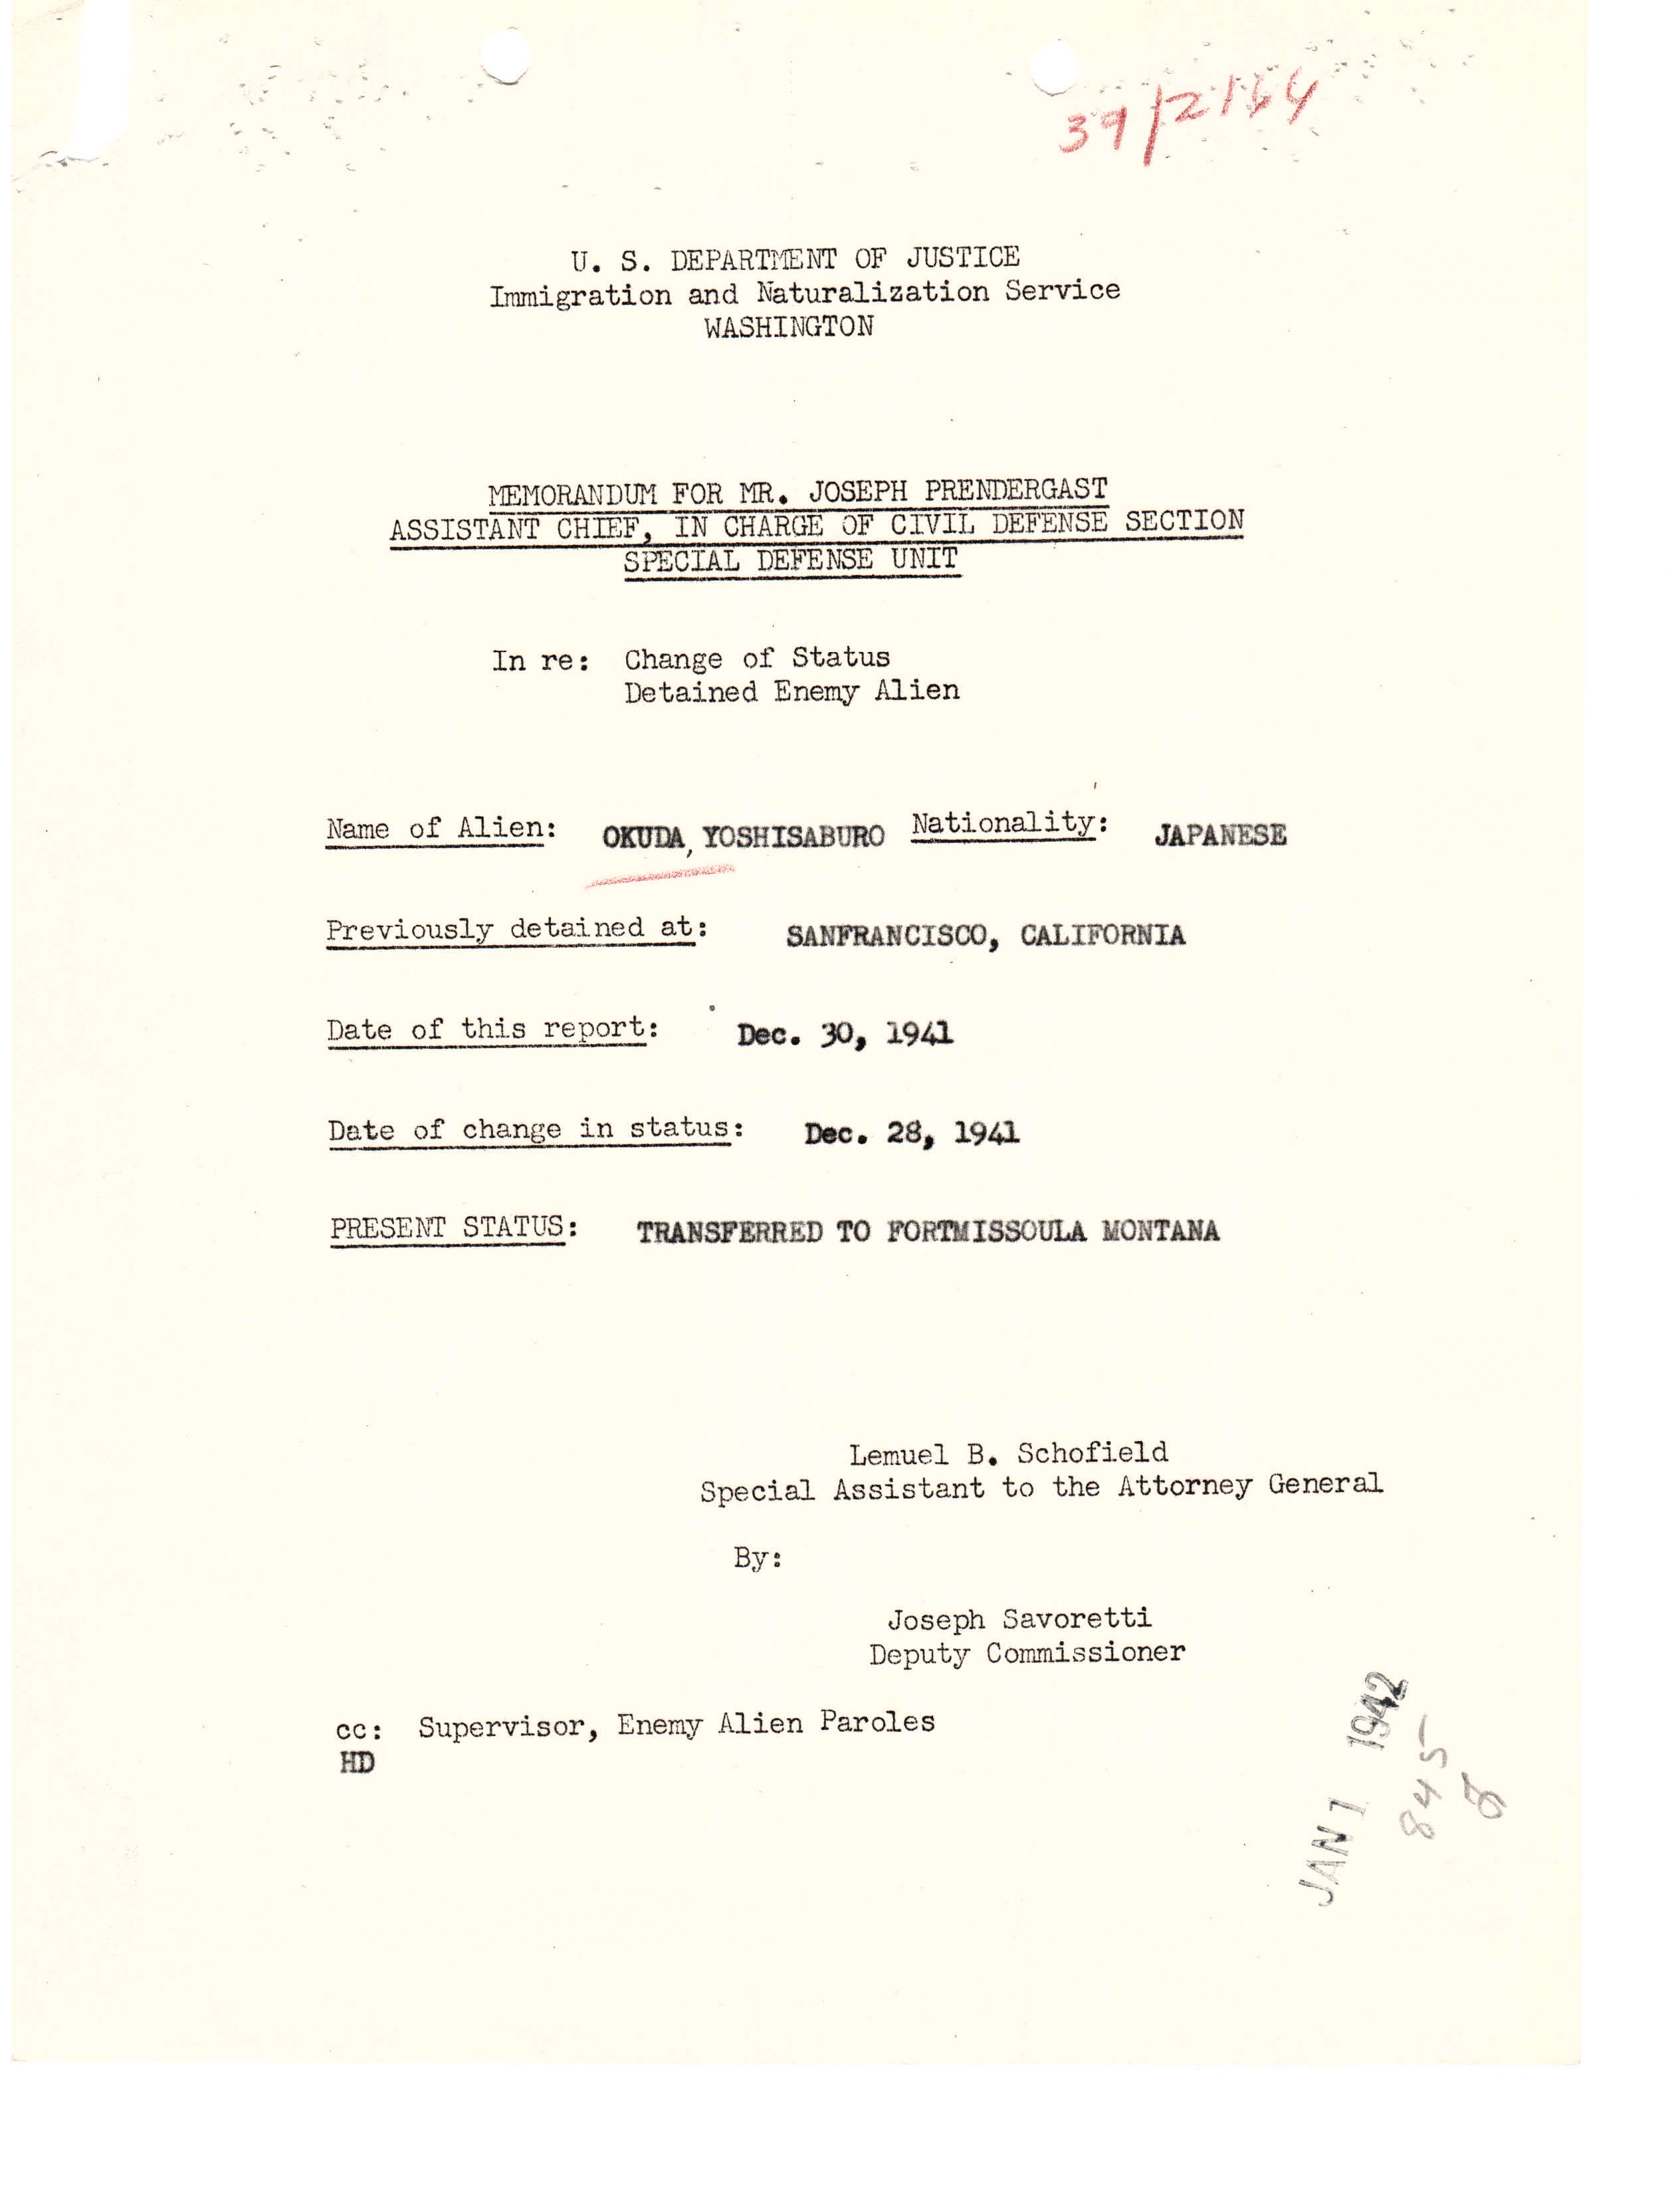 39/2164
U. S. DEPARTMENT OF JUSTICE
Immigration and Naturalization Service
WASHINGTON
MEMORANDUM FOR MR. JOSEPH PRENDERGAST
ASSISTANT CHIEF, IN CHARGE OF CIVIL DEFENSE SECTION
SPECIAL DEFENSE UNIT
In re: Change of Status
Detained Enemy Alien
Name of Alien: OKUDA, YOSHISABURO Nationality: JAPANESE
Previously detained at: SANFRANCISCO, CALIFORNIA
Date of this report: Dec. 30, 1941
Date of change in status: Dec. 28, 1941
PRESENT STATUS: TRANSFERRED TO FORTMISSOULA MONTANA
Lemuel B. Schofield
Special Assistant to the Attorney General
By:
Joseph Savoretti
Deputy Commissioner
cc: Supervisor, Enemy Alien Paroles
HD
JAN 7 1942
845